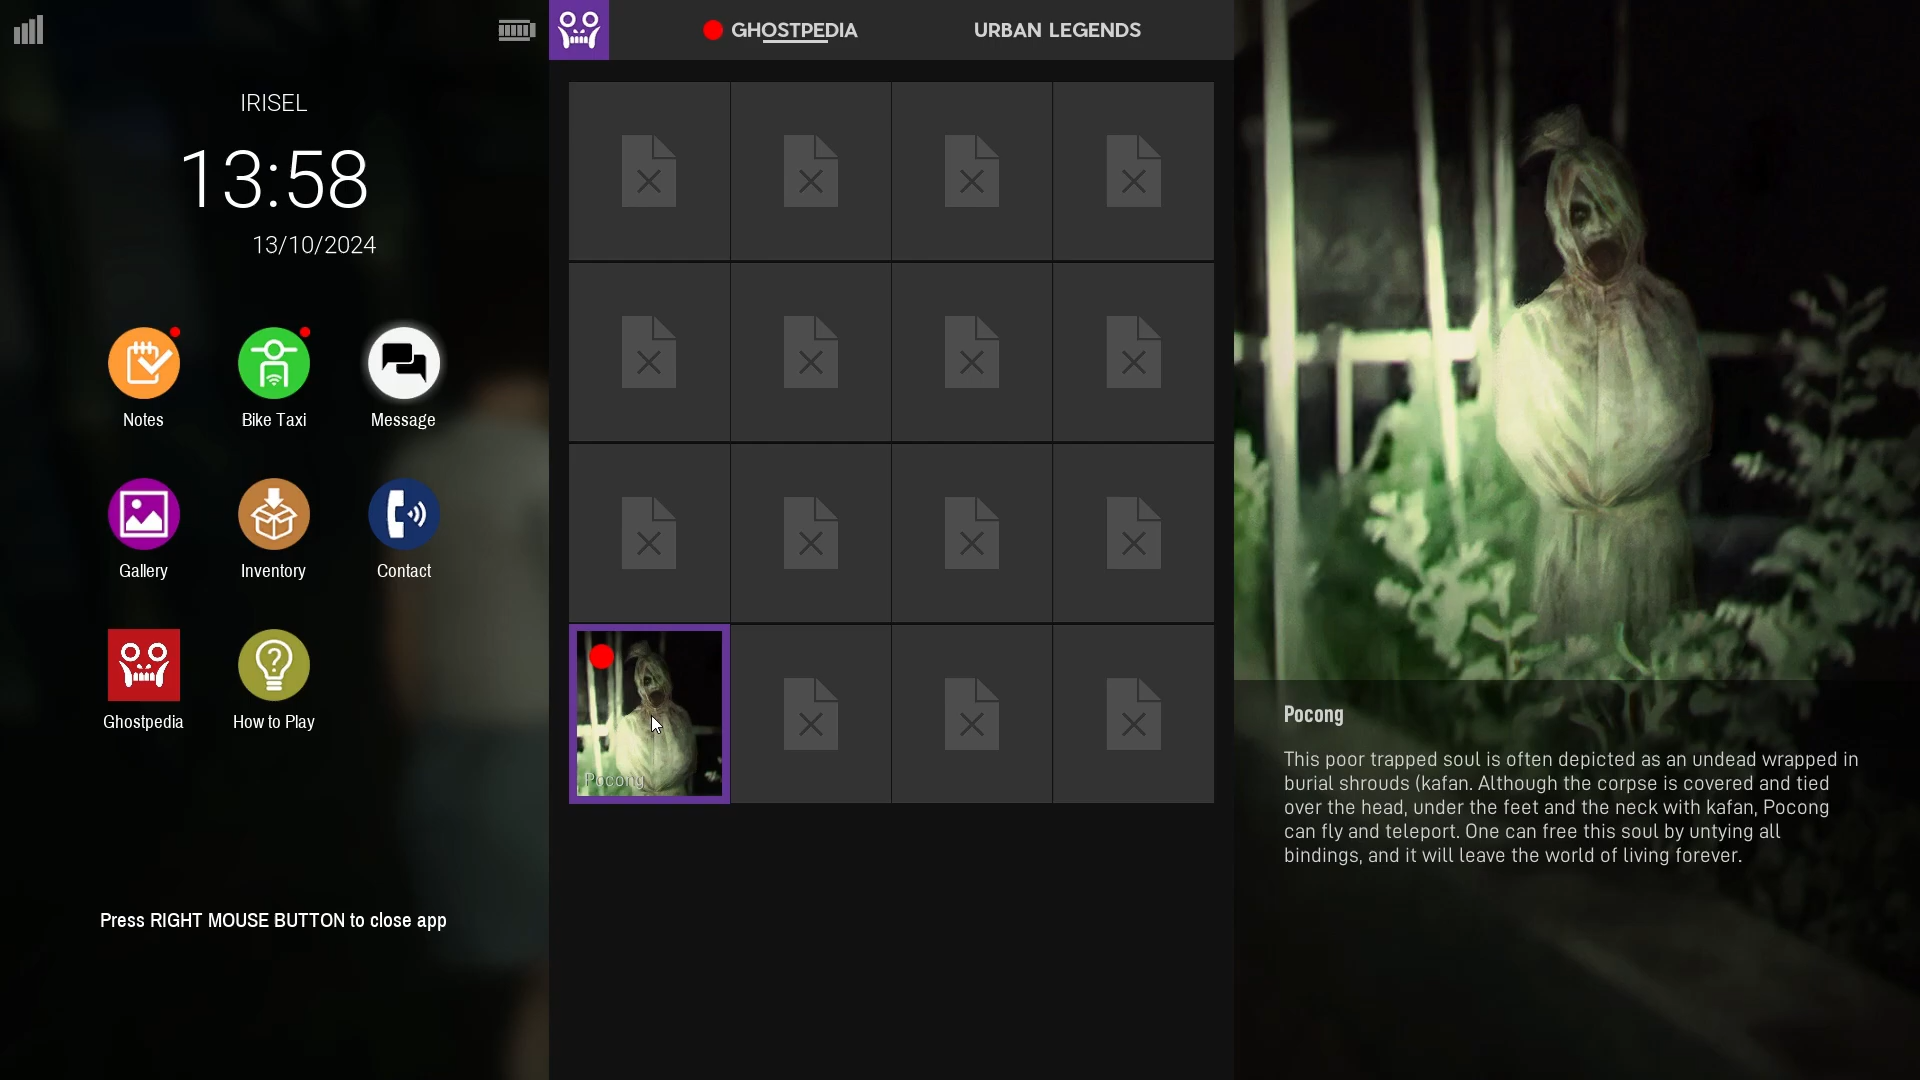 IRISEL
13:58
13/10/2024
Notes
Bike Taxi
Message
Gallery
Inventory
Contact
Ghostpedia
How to Play
Press RIGHT MOUSE BUTTON to close app
GHOSTPEDIA
URBAN LEGENDS
Pocong
Pocong
This poor trapped soul is often depicted as an undead wrapped in
burial shrouds (kafan. Although the corpse is covered and tied
over the head, under the feet and the neck with kafan, Pocong
can fly and teleport. One can free this soul by untying all
bindings, and it will leave the world of living forever.